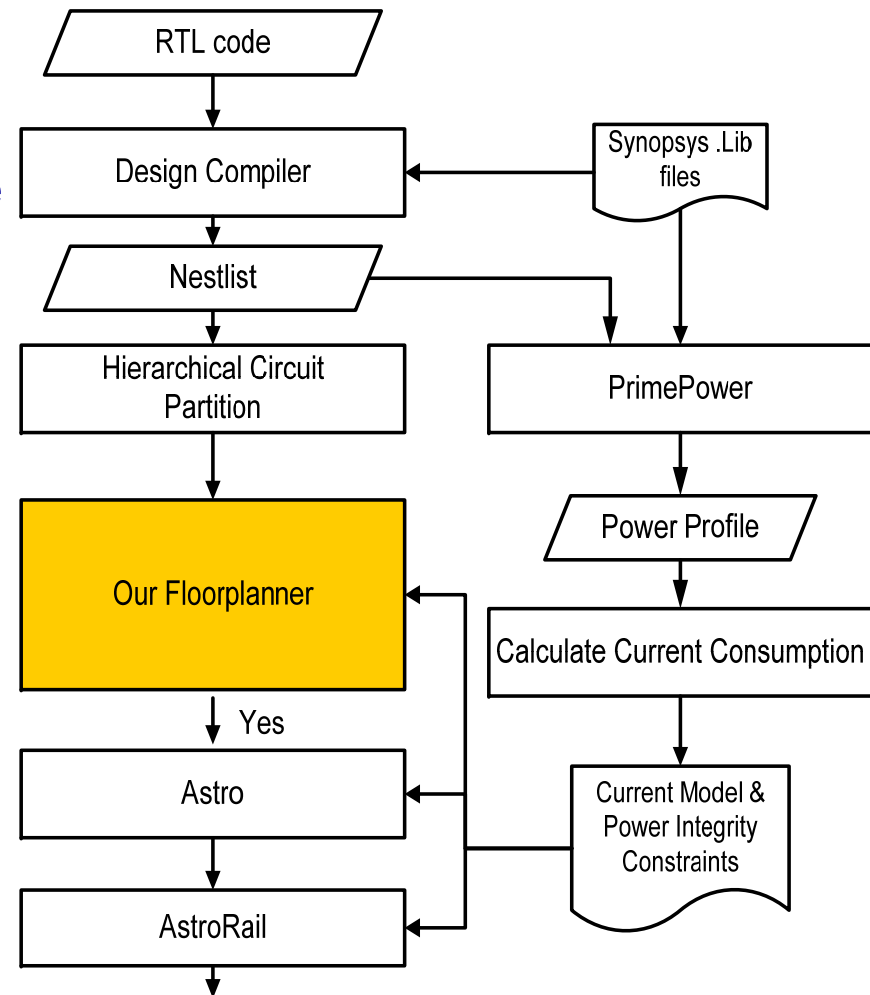 RTL code
Design Compiler
Synopsys .Lib
files
Nestlist
Hierarchical Circuit
Partition
PrimePower
Power Profile
Our Floorplanner
Calculate Current Consumption
Yes
Astro
Current Model &
Power Integrity
Constraints
AstroRail